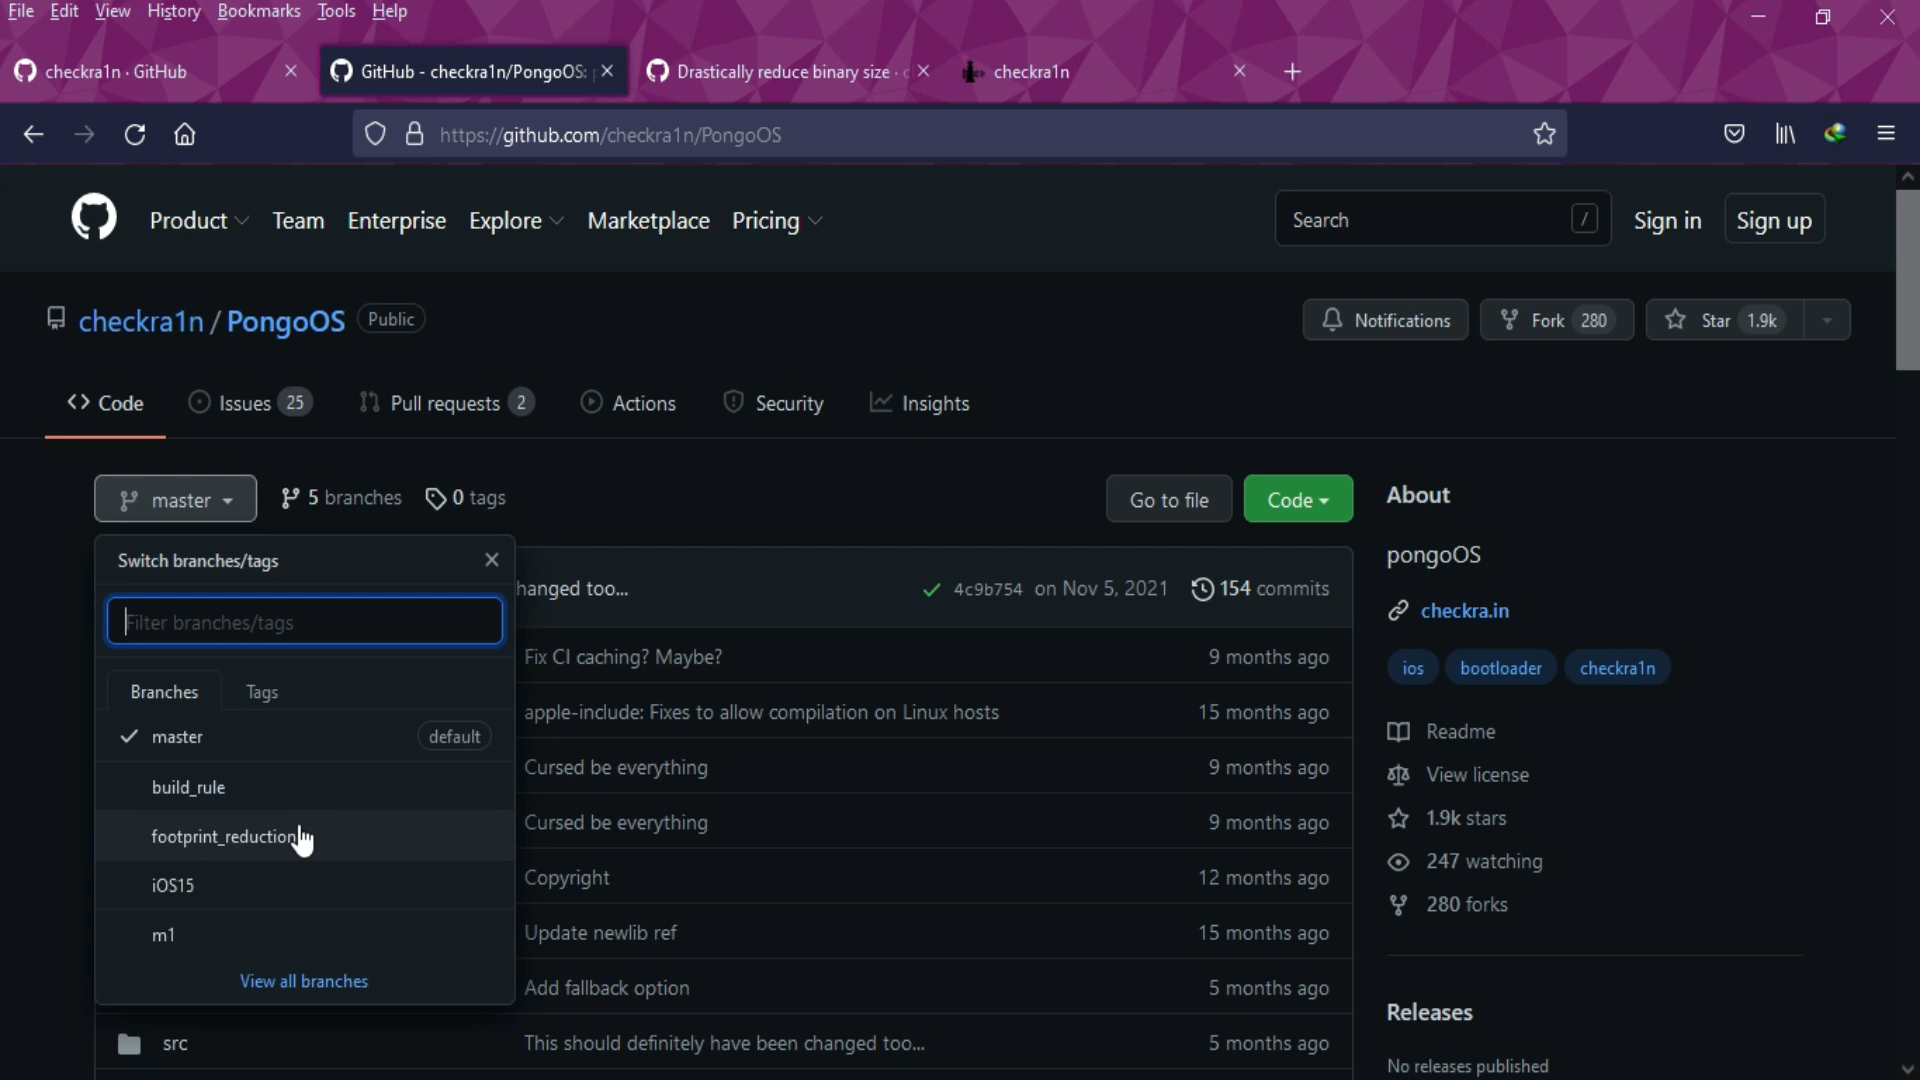 File Edit View History Bookmarks Tools Help
checkra1n · GitHub
GitHub - checkra1n/PongoOS:
Drastically reduce binary size ·
checkra1n
https://github.com/checkra1n/PongoOS
Product Team Enterprise Explore Marketplace Pricing
Search /
Sign in Sign up
checkra1n / PongoOS Public
Notifications Fork 280 Star 1.9k
Code Issues 25 Pull requests 2 Actions Security Insights
master 5 branches 0 tags
Go to file Code
Switch branches/tags
Filter branches/tags
Branches Tags
master default
build_rule
footprint_reduction
iOS15
m1
View all branches
hanged too... 4c9b754 on Nov 5, 2021 154 commits
Fix CI caching? Maybe? 9 months ago
apple-include: Fixes to allow compilation on Linux hosts 15 months ago
Cursed be everything 9 months ago
Cursed be everything 9 months ago
Copyright 12 months ago
Update newlib ref 15 months ago
Add fallback option 5 months ago
src This should definitely have been changed too... 5 months ago
About
pongoOS
checkra.in
ios bootloader checkra1n
Readme
View license
1.9k stars
247 watching
280 forks
Releases
No releases published